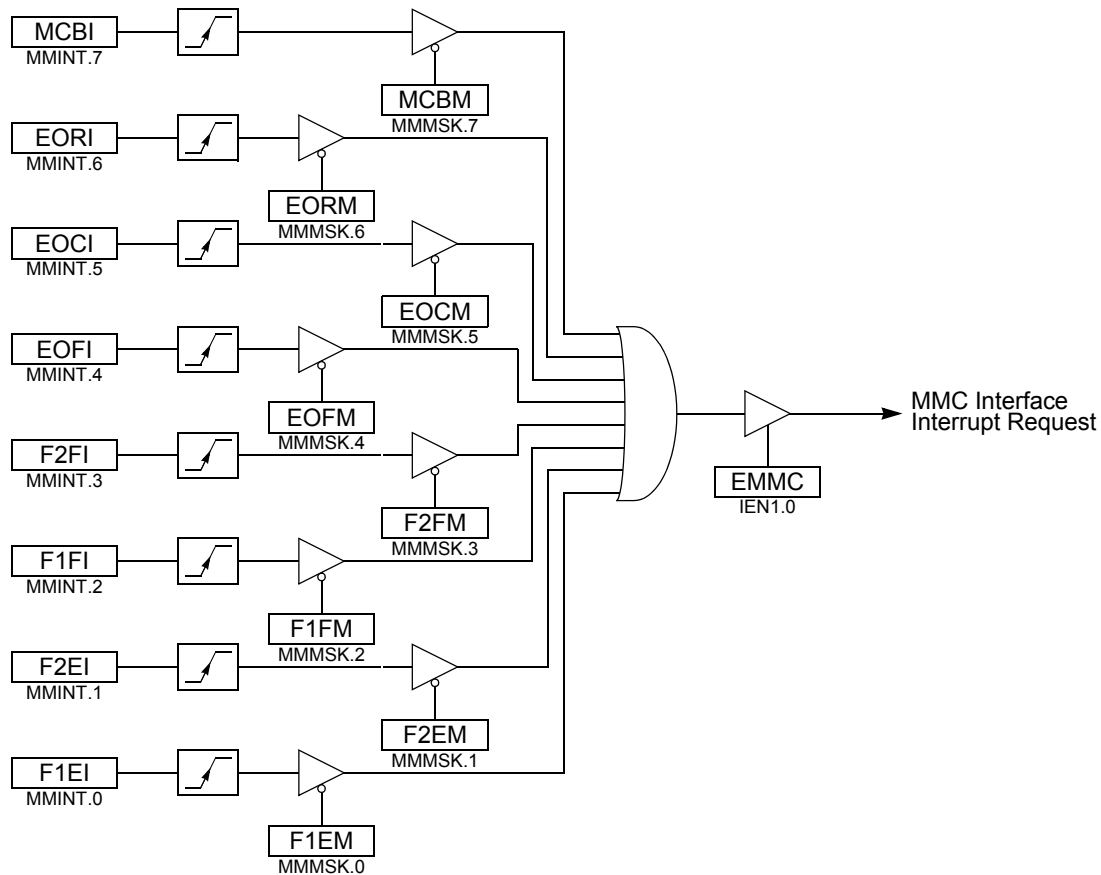 MCBI
MMINT.7
MCBM
MMMSK.7
EORI
MMINT.6
EORM
MMMSK.6
EOCI
MMINT.5
EOCM
MMMSK.5
EOFI
MMINT.4
EOFM
MMMSK.4
MMC Interface
Interrupt Request
F2FI
MMINT.3
EMMC
IEN1.0
F2FM
MMMSK.3
F1FI
MMINT.2
F1FM
MMMSK.2
F2EI
MMINT.1
F2EM
MMMSK.1
F1EI
MMINT.0
F1EM
MMMSK.0